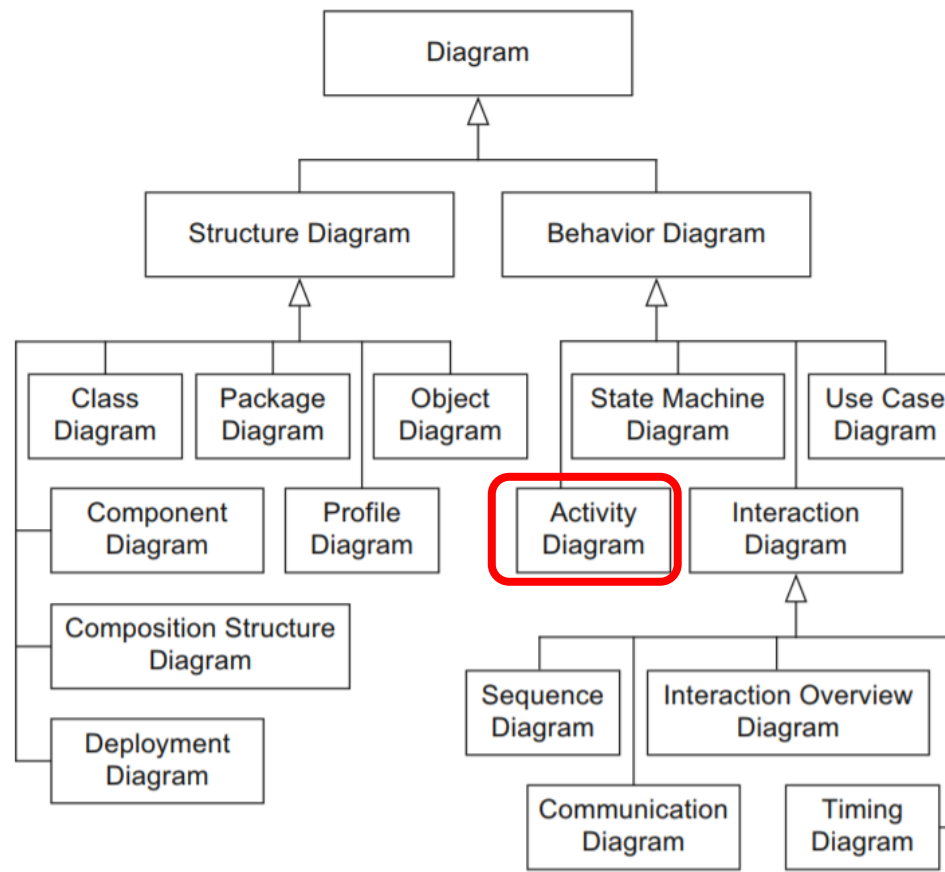 Diagram
Structure Diagram
Behavior Diagram
Class
Diagram
Package
Diagram
Object
Diagram
State Machine
Diagram
Use Case
Diagram
Component
Diagram
Profile
Diagram
Activity
Diagram
Interaction
Diagram
Composition Structure
Diagram
Sequence
Diagram
Interaction Overview
Diagram
Deployment
Diagram
Communication
Diagram
Timing
Diagram